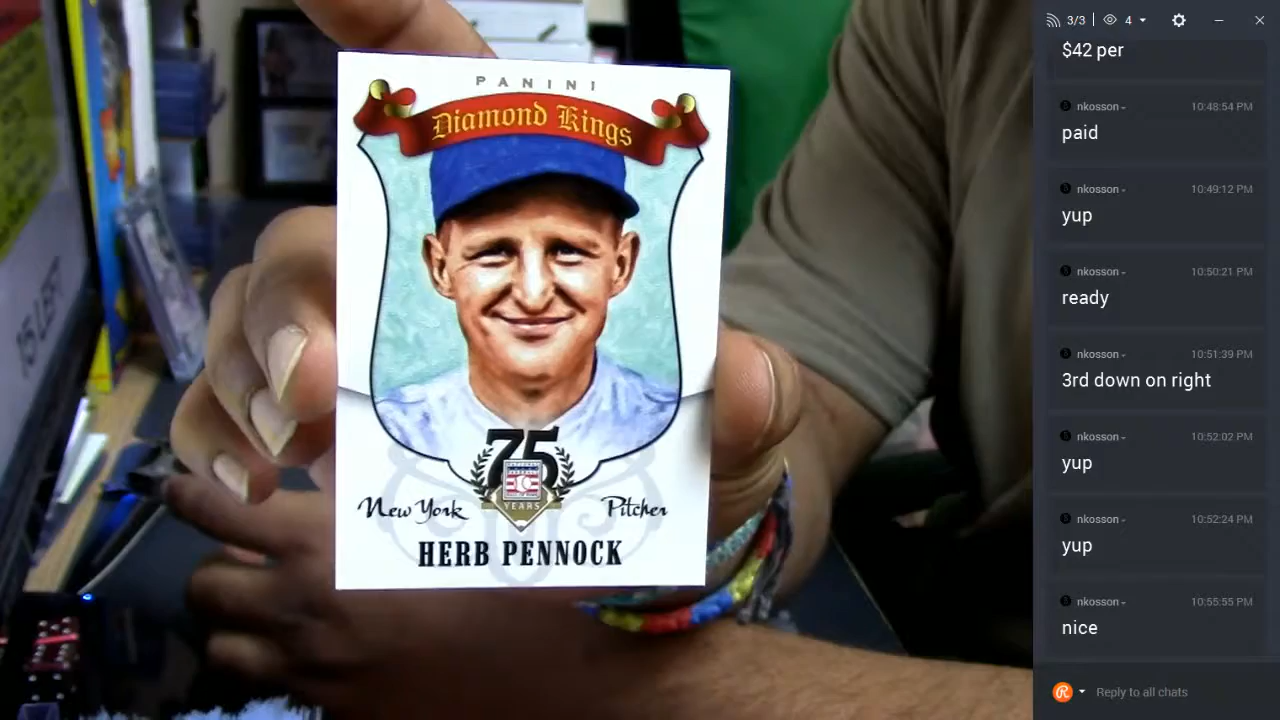 PANINI
Diamond Kings
75
YEARS
New York
Pitcher
HERB PENNOCK
15 LEFT
3/3
4
$42 per
nkosson
10:48:54 PM
paid
nkosson
10:49:12 PM
yup
nkosson
10:50:21 PM
ready
nkosson
10:51:39 PM
3rd down on right
nkosson
10:52:02 PM
yup
nkosson
10:52:24 PM
yup
nkosson
10:55:55 PM
nice
Reply to all chats